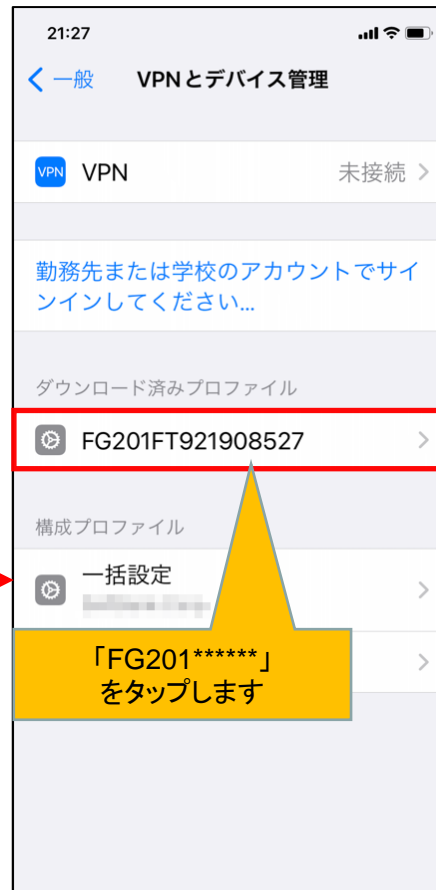 21:27
一般 VPNとデバイス管理
VPN VPN 未接続
勤務先または学校のアカウントでサイ
ンインしてください...
ダウンロード済みプロファイル
FG201FT921908527
構成プロファイル
一括設定
「FG201******」
をタップします